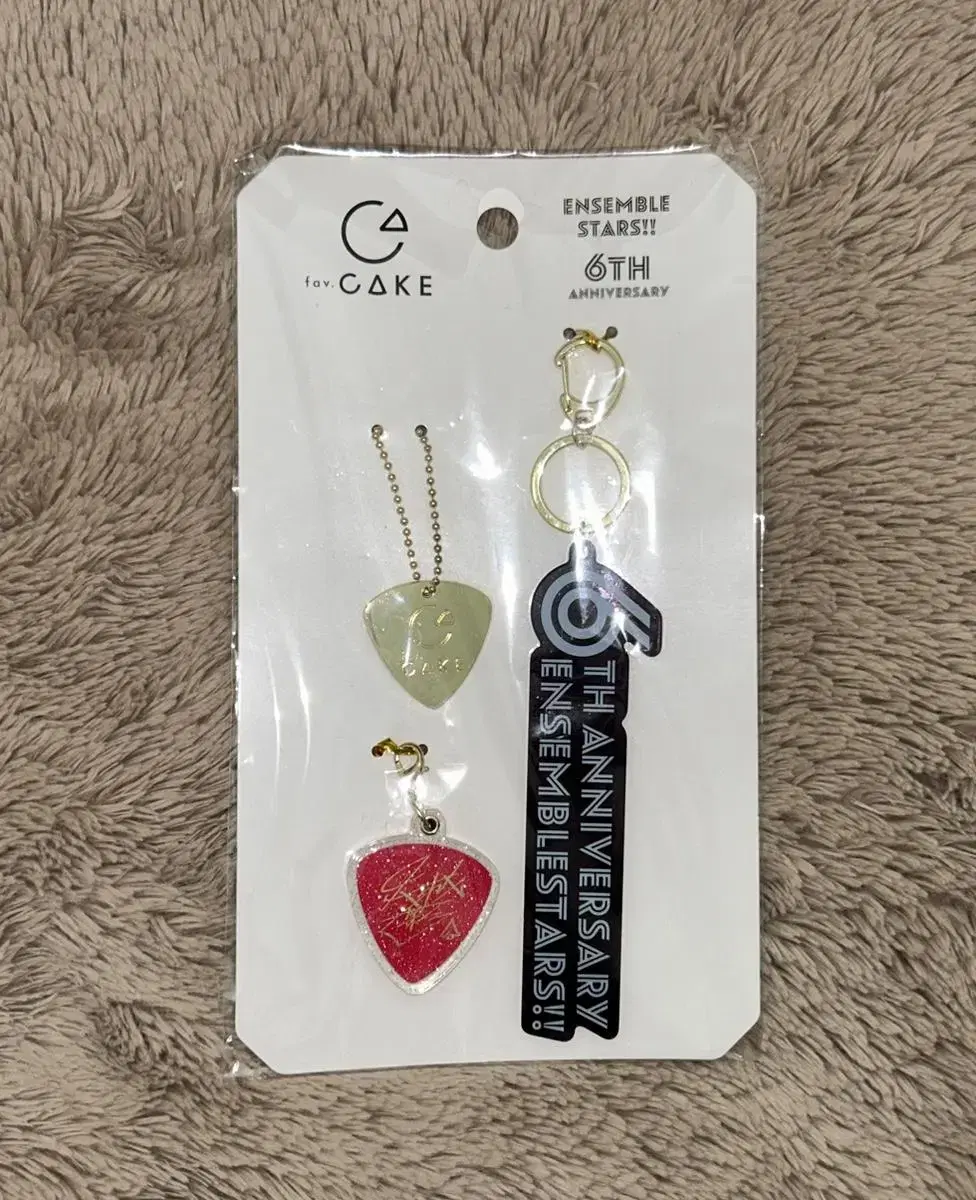 fav. CAKE
ENSEMBLE
STARS!!
6TH
ANNIVERSARY
CAKE
6TH ANNIVERSARY
ENSEMBLESTARS!!